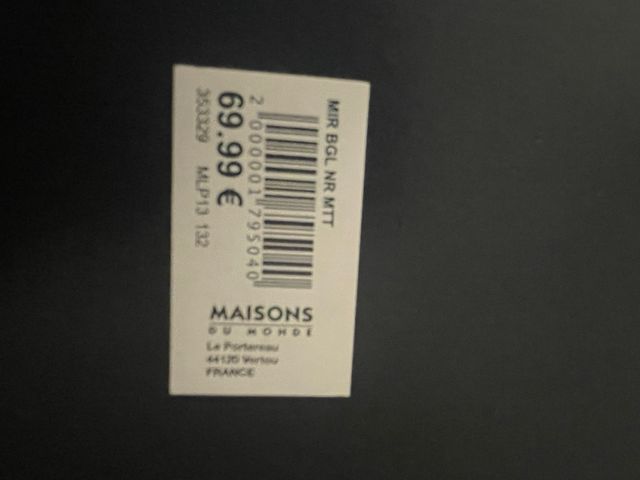 MIR BGL NR MTT
2 000001 795040
69.99 €
353329 MLP13 132
MAISONS
DU MONDE
Le Portereau
44120 Vertou
FRANCE